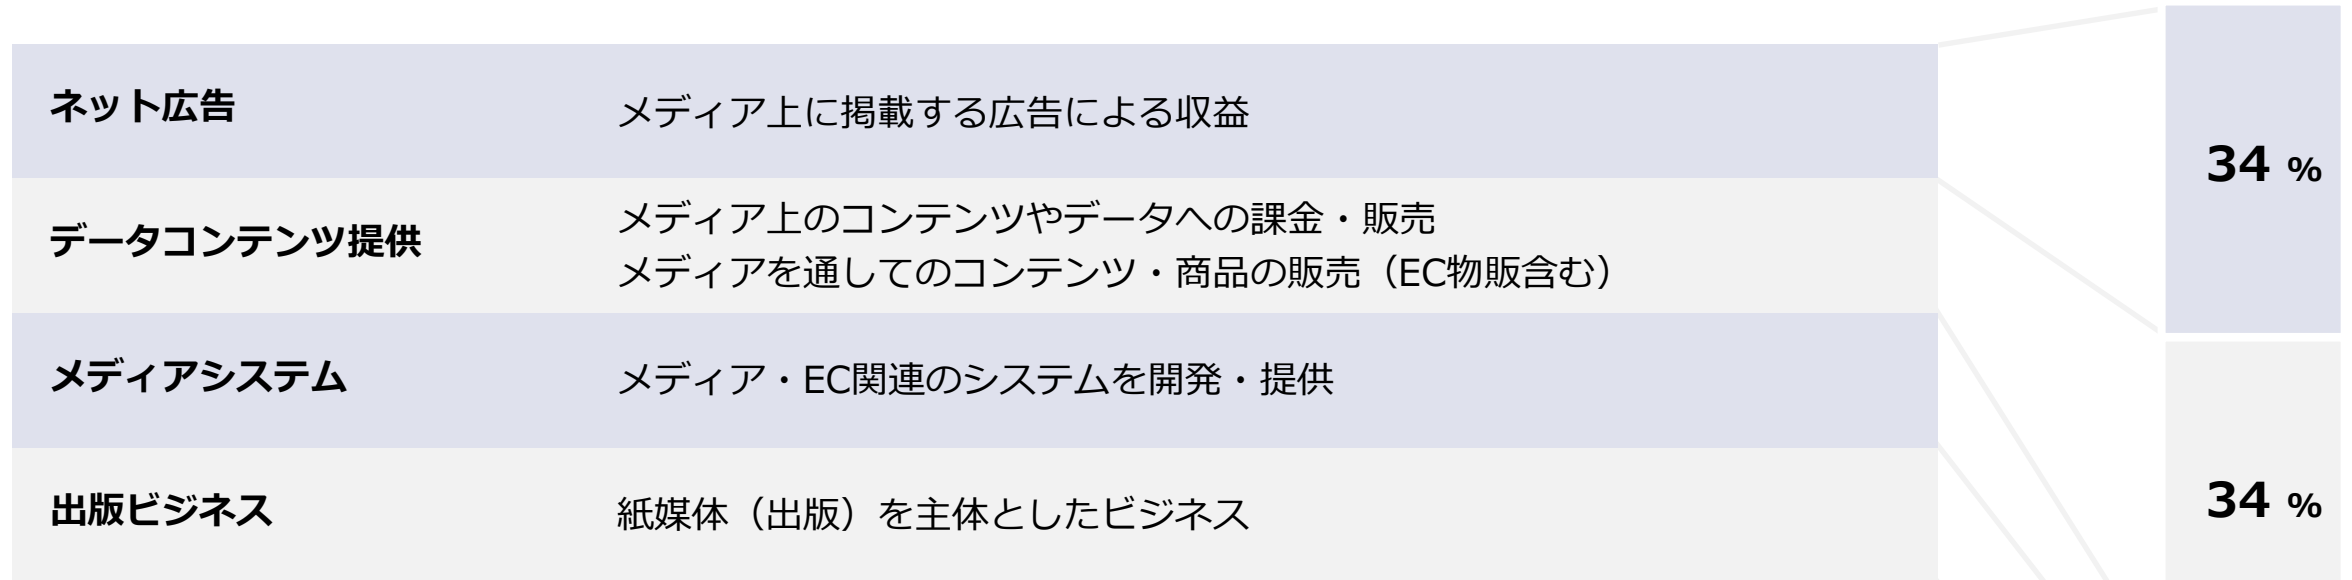 ネット広告
メディア上に掲載する広告による収益
34 %
データコンテンツ提供
メディア上のコンテンツやデータへの課金・販売
メディアを通してのコンテンツ・商品の販売（EC物販含む）
メディアシステム
メディア・EC関連のシステムを開発・提供
出版ビジネス
紙媒体（出版）を主体としたビジネス
34 %